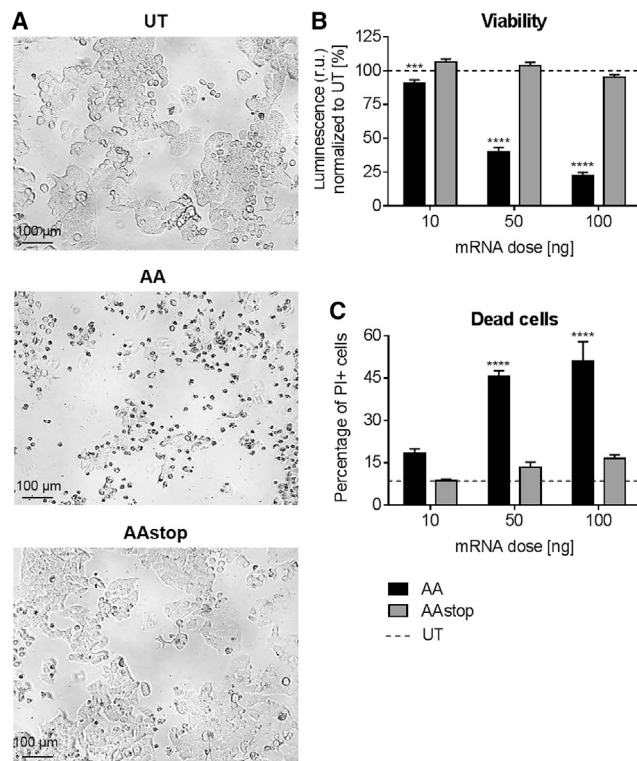 A
UT
100 µm
AA
100 µm
AAstop
100 µm
B
Viability
Luminescence (r.u.)
normalized to UT [%]
125
100
75
50
25
0
***
****
****
10 50 100
mRNA dose [ng]
C
Dead cells
Percentage of PI+ cells
60
45
30
15
0
****
****
10 50 100
mRNA dose [ng]
AA
AAstop
UT